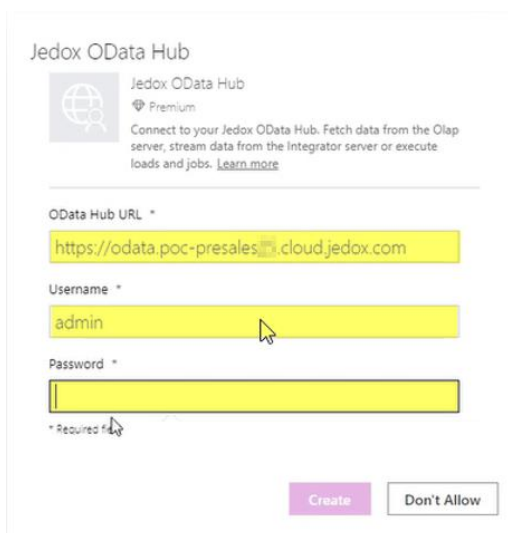 Jedox OData Hub
Jedox OData Hub
Premium
Connect to your Jedox OData Hub. Fetch data from the Olap
server, stream data from the Integrator server or execute
loads and jobs. Learn more
OData Hub URL *
https://odata.poc-presales .cloud.jedox.com
Username *
admin
Password *
* Required
Create
Don't Allow